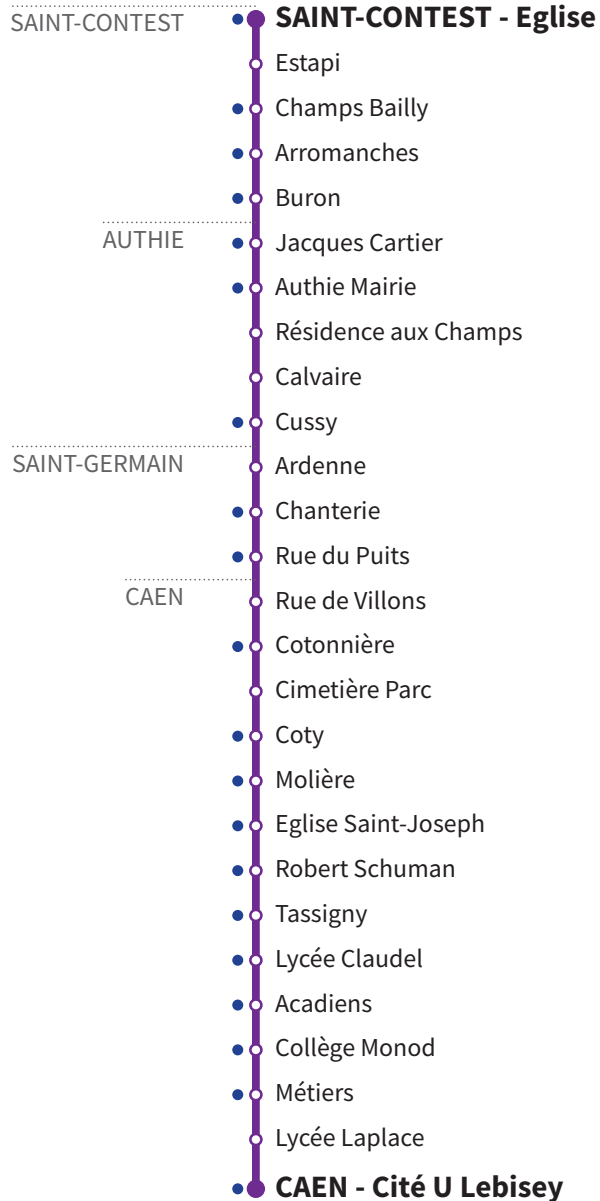 SAINT-CONTEST
SAINT-CONTEST - Eglise
Estapi
Champs Bailly
Arromanches
Buron
AUTHIE
Jacques Cartier
Authie Mairie
Résidence aux Champs
Calvaire
Cussy
SAINT-GERMAIN
Ardenne
Chanterie
Rue du Puits
CAEN
Rue de Villons
Cotonnière
Cimetière Parc
Coty
Molière
Eglise Saint-Joseph
Robert Schuman
Tassigny
Lycée Claudel
Acadiens
Collège Monod
Métiers
Lycée Laplace
CAEN - Cité U Lebisey